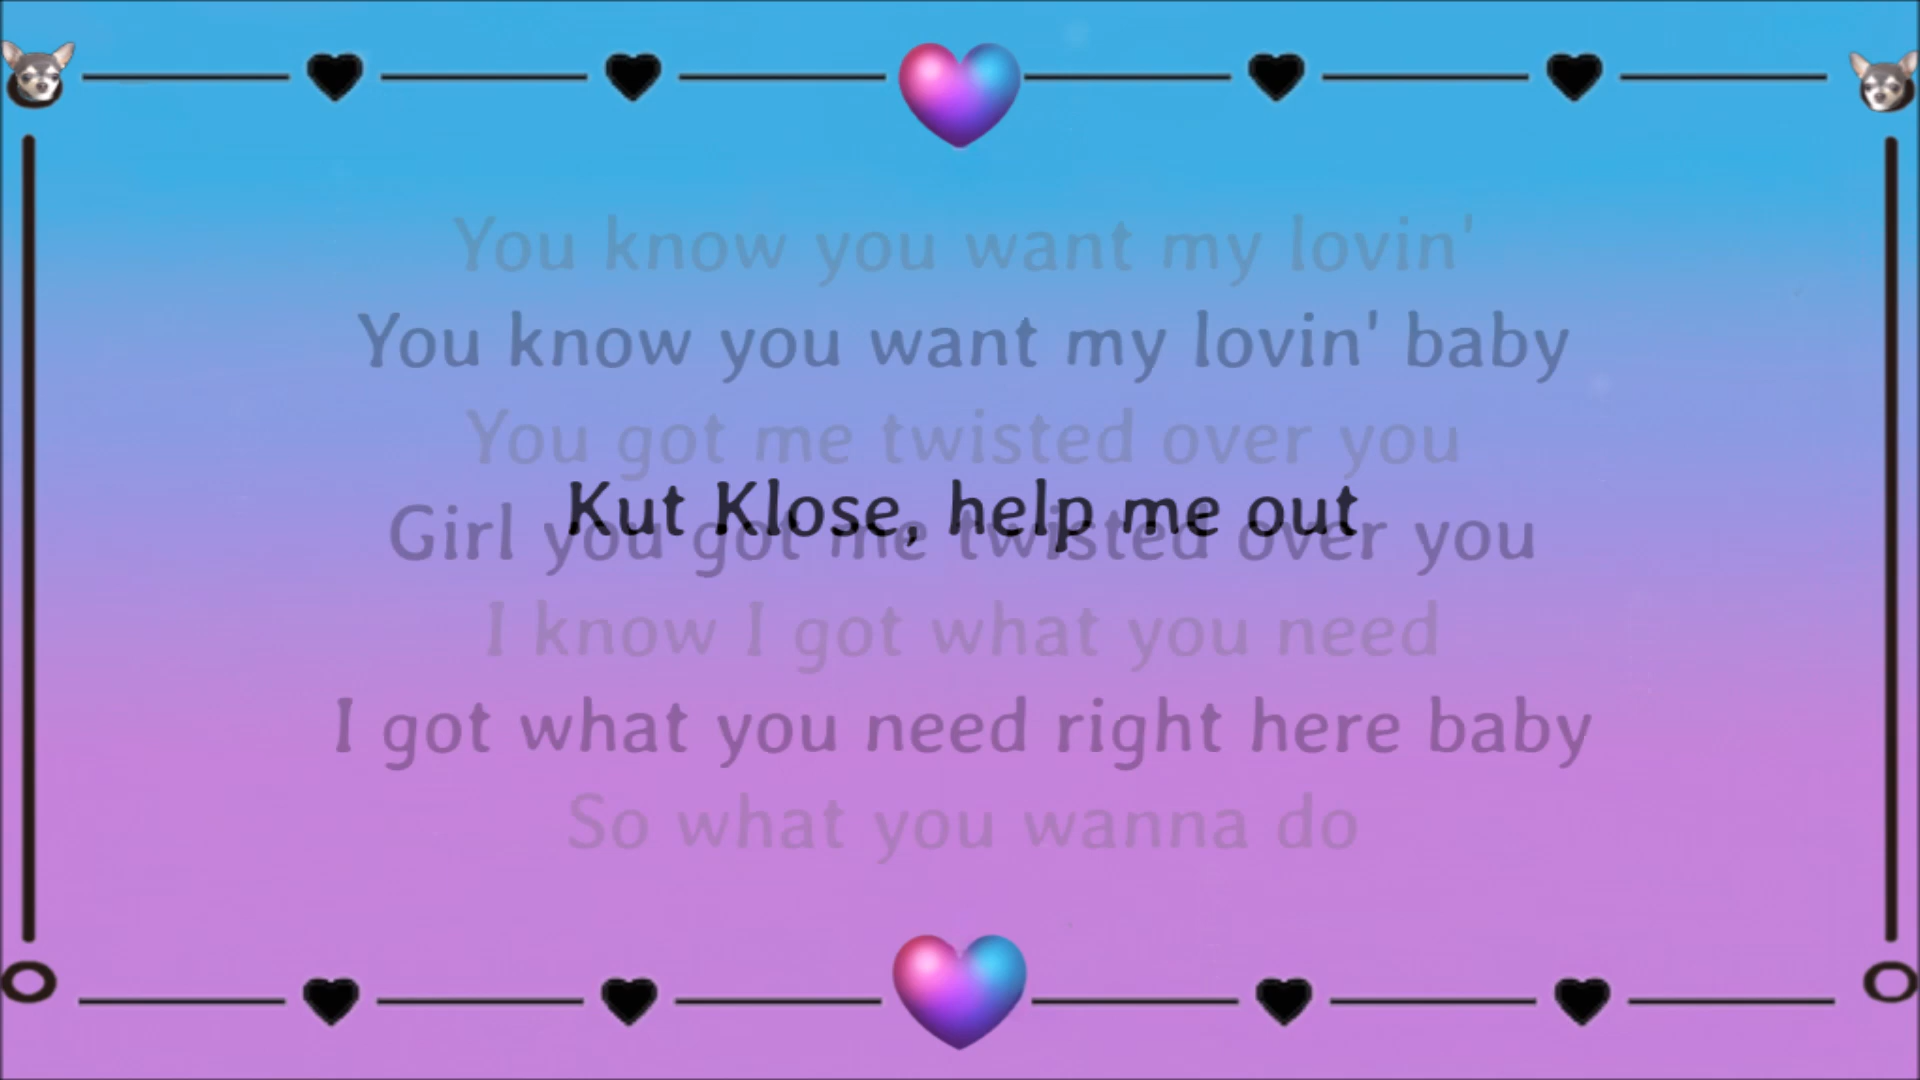 You know you want my lovin'
You know you want my lovin' baby
You got me twisted over you
Kut Klose, help me out
Girl you got me twisted over you
I know I got what you need
I got what you need right here baby
So what you wanna do